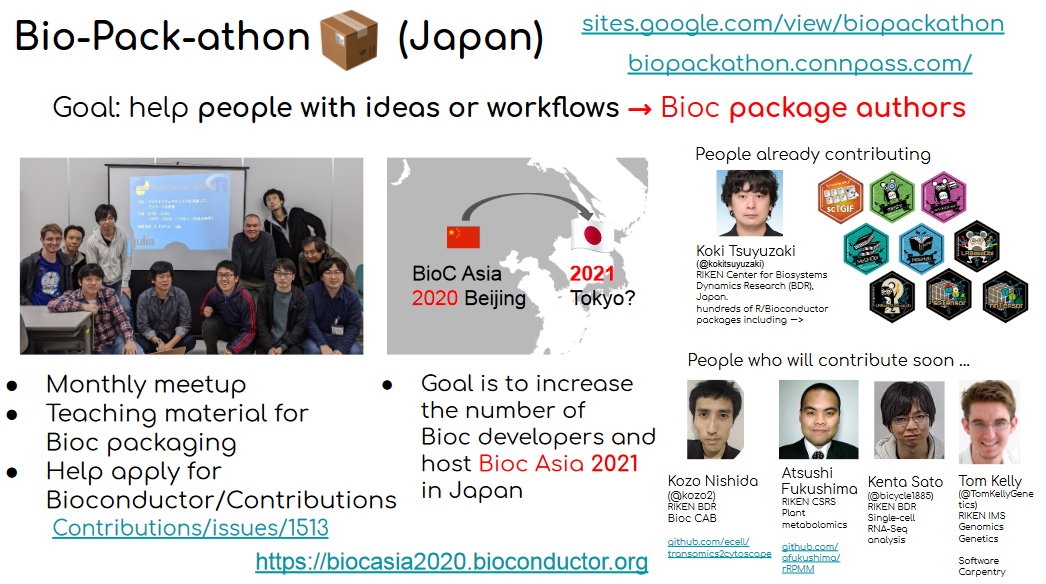 Bio-Pack-athon (Japan)
sites.google.com/view/biopackathon
biopackathon.connpass.com/
Goal: help people with ideas or workflows → Bioc package authors
BioC Asia
2020 Beijing
2021
Tokyo?
● Monthly meetup
● Teaching material for
Bioc packaging
● Help apply for
Bioconductor/Contributions
Contributions/issues/1513
● Goal is to increase
the number of
Bioc developers and
host Bioc Asia 2021
in Japan
https://biocasia2020.bioconductor.org
People already contributing
Koki Tsuyuzaki
(@kokitsuyuzaki)
RIKEN Center for Biosystems
Dynamics Research (BDR),
Japan.
hundreds of R/Bioconductor
packages including —>
scTGIF
People who will contribute soon ...
Kozo Nishida
(@kozo2)
RIKEN BDR
Bioc CAB
github.com/ecell/
transomics2cytoscape
Atsushi
Fukushima
RIKEN CSRS
Plant
metabolomics
github.com/
afukushima/
rRPMM
Kenta Sato
(@bicycle1885)
RIKEN BDR
Single-cell
RNA-Seq
analysis
Tom Kelly
(@TomKellyGene
tics)
RIKEN IMS
Genomics
Genetics
Software
Carpentry